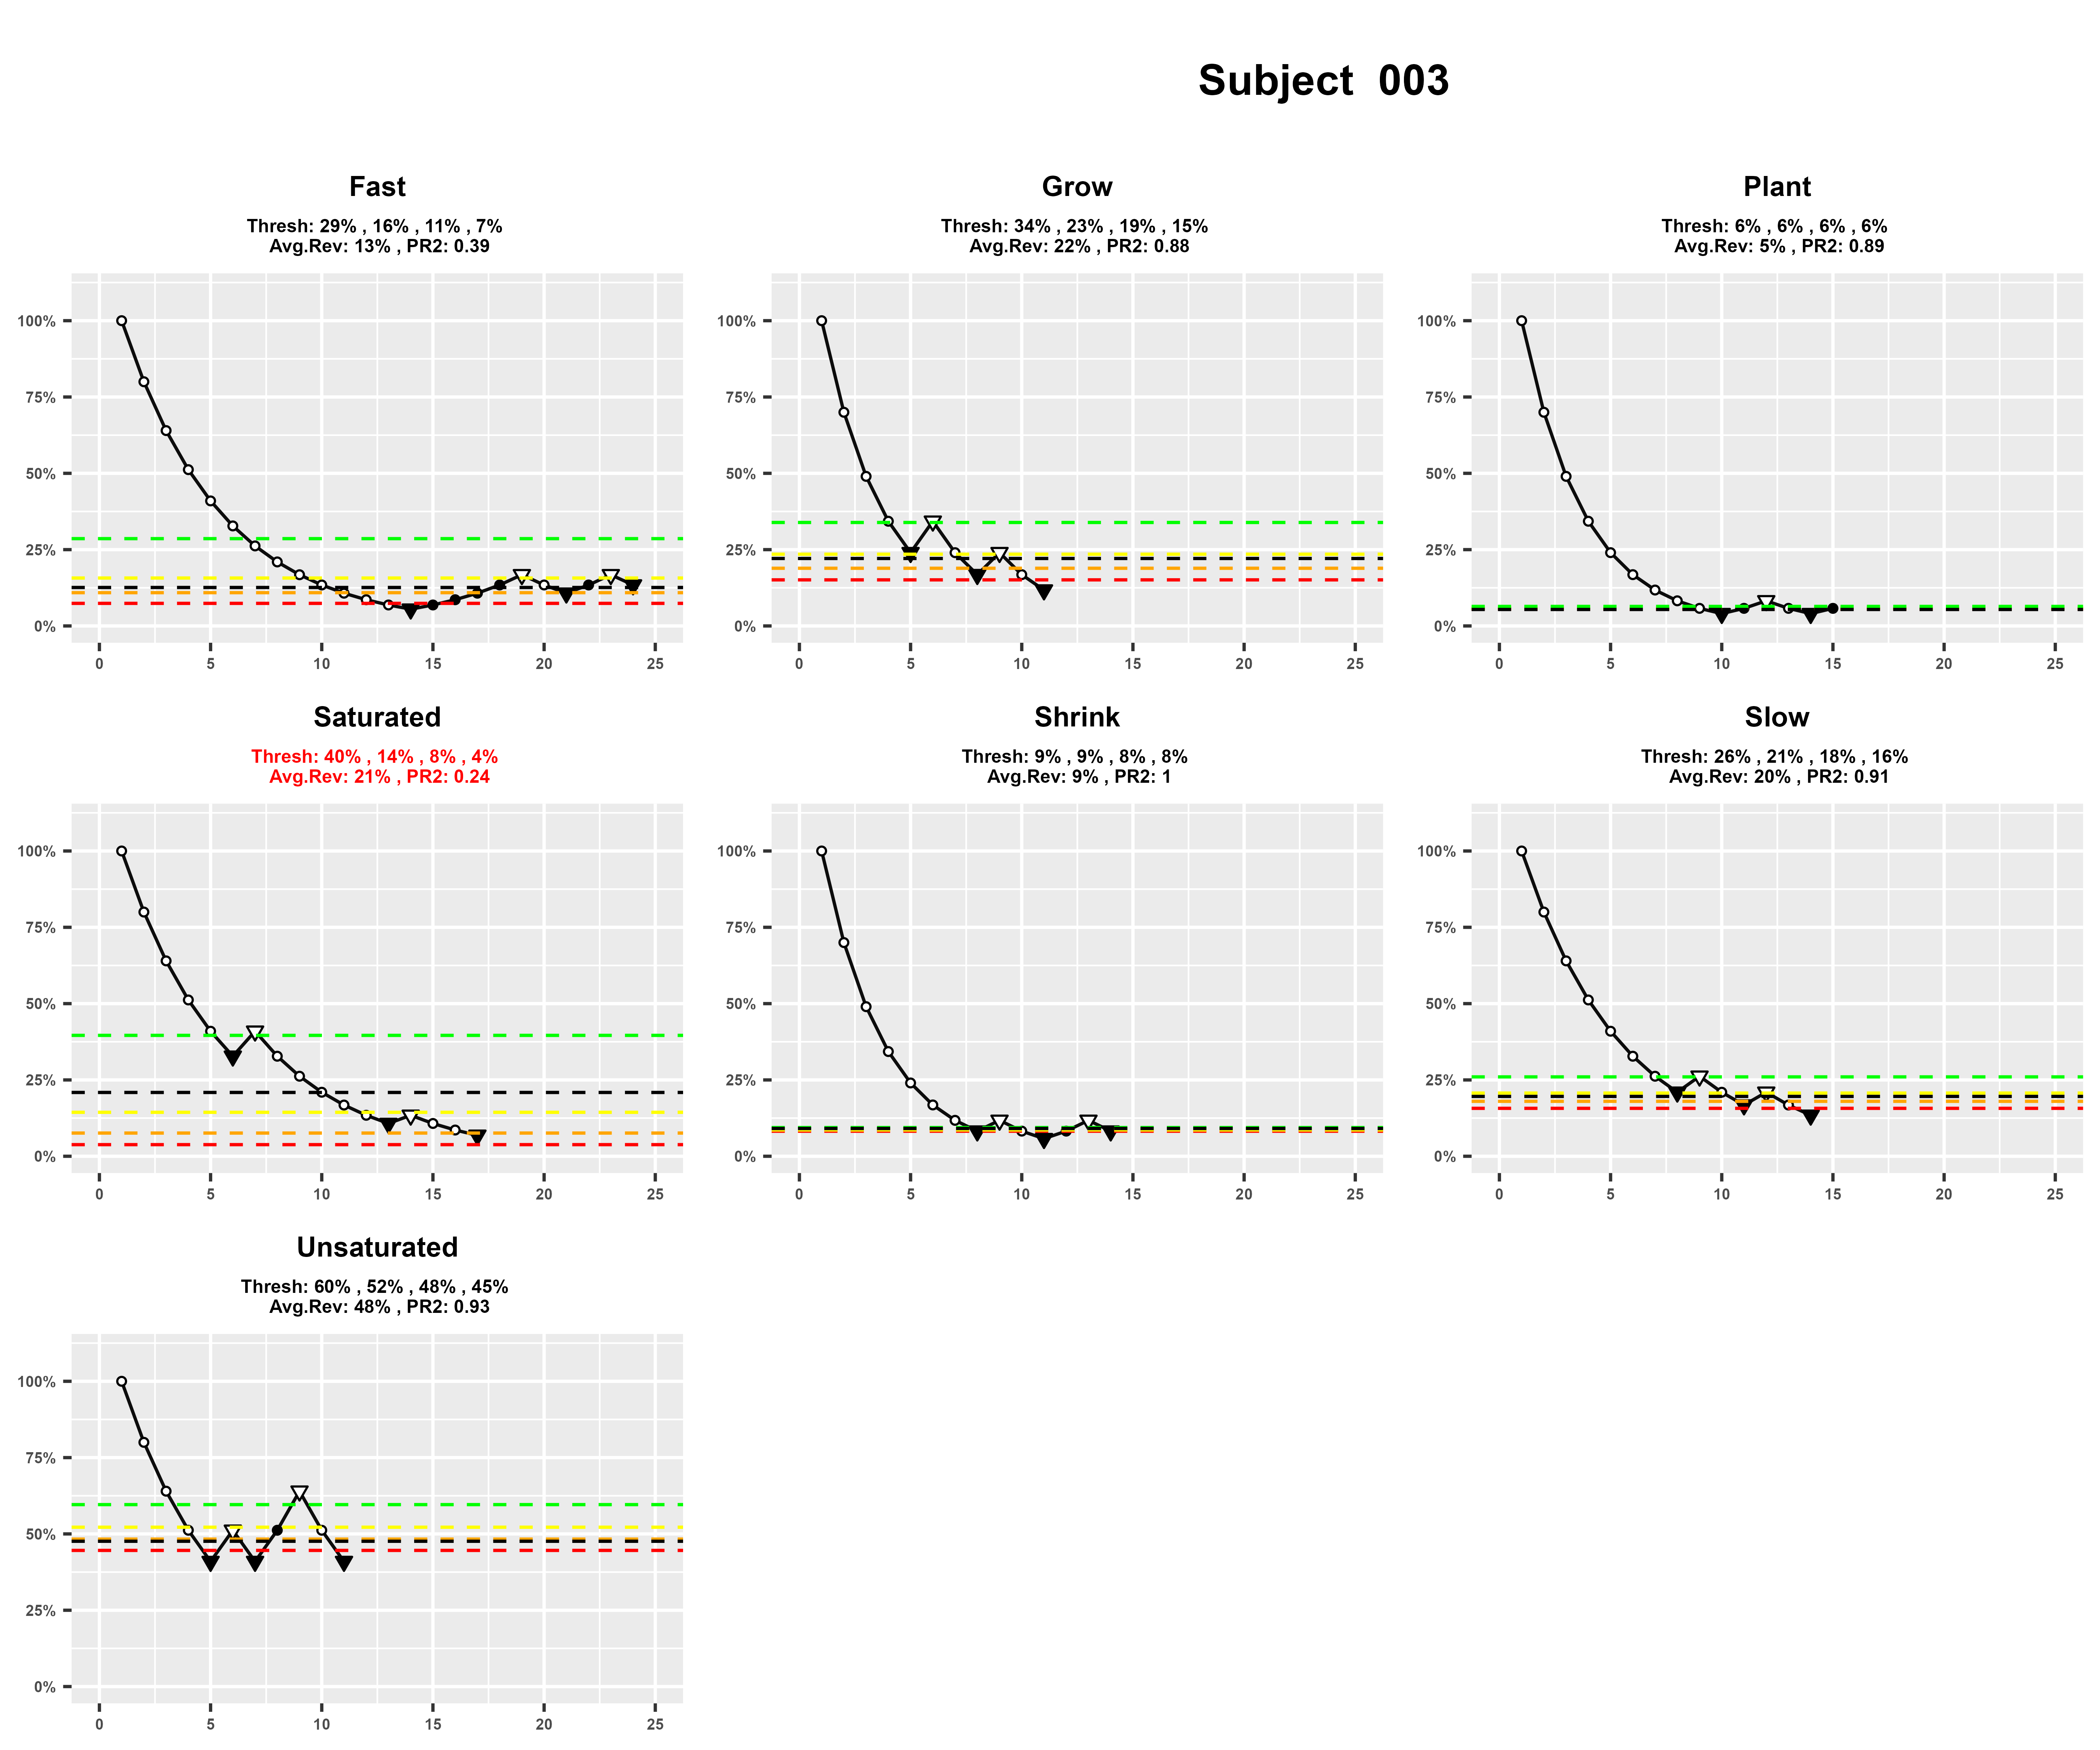 Subject 003
Fast
Thresh: 29% , 16% , 11% , 7%
Avg.Rev: 13% , PR2: 0.39
100%
75%
50%
25%
0%
0 5 10 15 20 25
Grow
Thresh: 34% , 23% , 19% , 15%
Avg.Rev: 22% , PR2: 0.88
100%
75%
50%
25%
0%
0 5 10 15 20 25
Plant
Thresh: 6% , 6% , 6% , 6%
Avg.Rev: 5% , PR2: 0.89
100%
75%
50%
25%
0%
0 5 10 15 20 25
Saturated
Thresh: 40% , 14% , 8% , 4%
Avg.Rev: 21% , PR2: 0.24
100%
75%
50%
25%
0%
0 5 10 15 20 25
Shrink
Thresh: 9% , 9% , 8% , 8%
Avg.Rev: 9% , PR2: 1
100%
75%
50%
25%
0%
0 5 10 15 20 25
Slow
Thresh: 26% , 21% , 18% , 16%
Avg.Rev: 20% , PR2: 0.91
100%
75%
50%
25%
0%
0 5 10 15 20 25
Unsaturated
Thresh: 60% , 52% , 48% , 45%
Avg.Rev: 48% , PR2: 0.93
100%
75%
50%
25%
0%
0 5 10 15 20 25